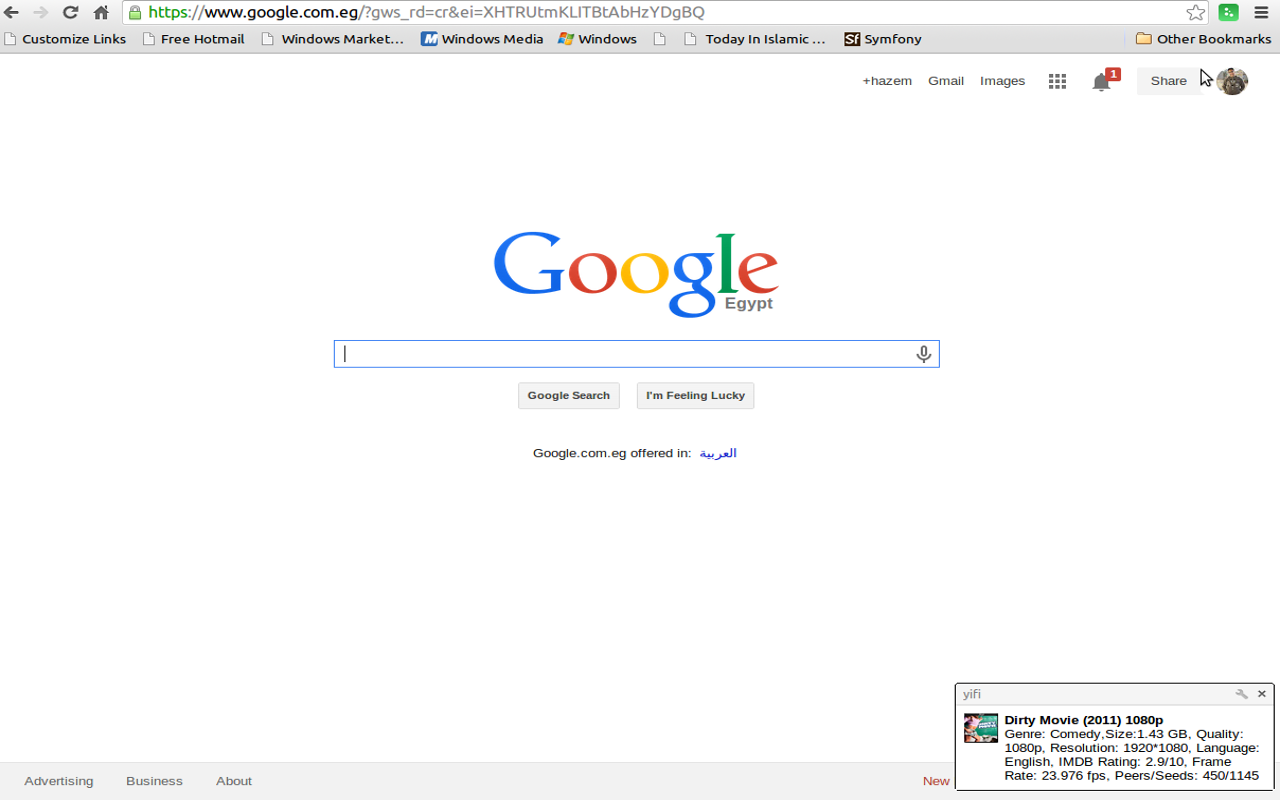 https://www.google.com.eg/?gws_rd=cr&ei=XHTRUtmKLITBtAbHzYDgBQ
Customize Links Free Hotmail Windows Market... Windows Media Windows Today In Islamic ... Sf Symfony Other Bookmarks
+hazem Gmail Images 1 Share
Google
Egypt
Google Search I'm Feeling Lucky
Google.com.eg offered in: العربية
yifi
Dirty Movie (2011) 1080p
Genre: Comedy,Size:1.43 GB, Quality:
1080p, Resolution: 1920*1080, Language:
English, IMDB Rating: 2.9/10, Frame
Rate: 23.976 fps, Peers/Seeds: 450/1145
Advertising Business About New